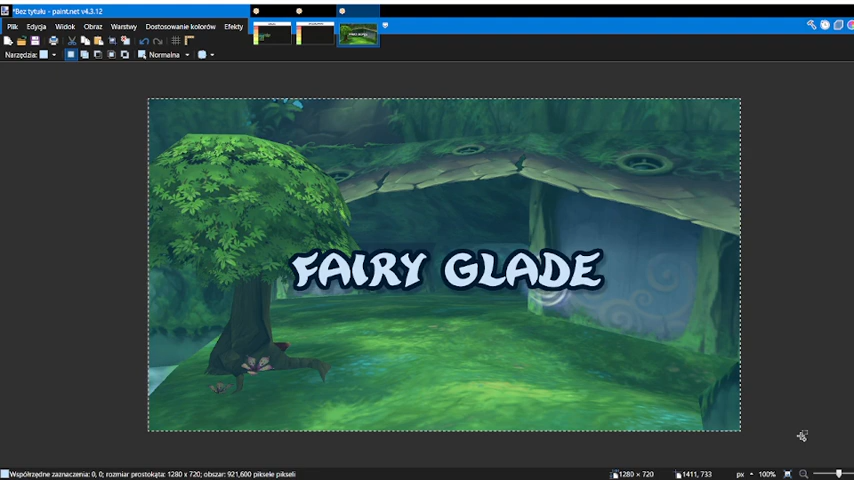 *Bez tytułu - paint.net v4.3.12
Plik Edycja Widok Obraz Warstwy Dostosowanie kolorów Efekty
Narzędzia: Normalna
FAIRY GLADE
Współrzędne zaznaczenia: 0, 0; rozmiar prostokąta: 1280 x 720; obszar: 921,600 piksele pikseli
1280 × 720
1411, 733
px
100%